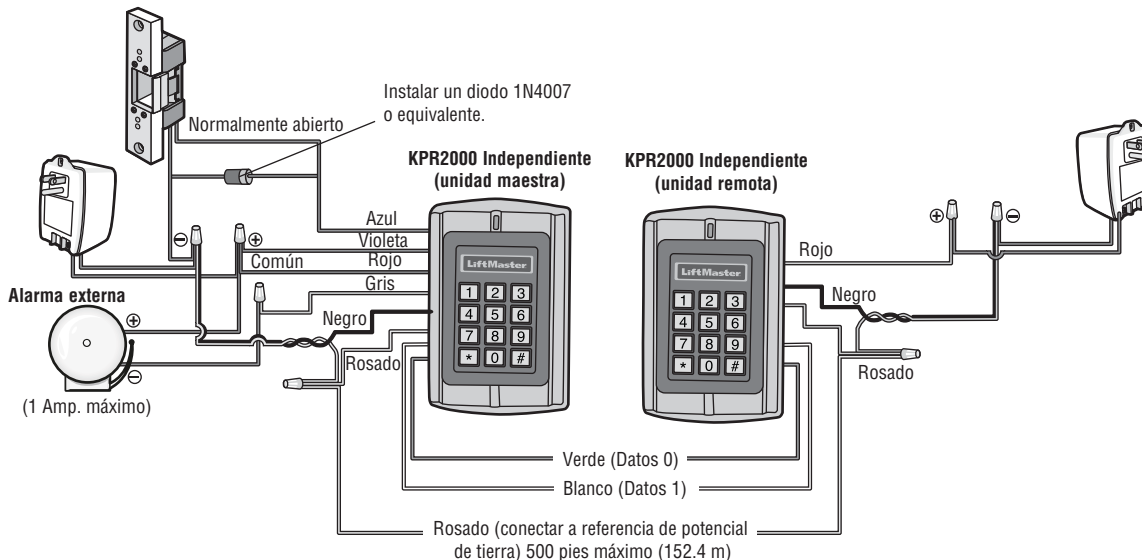 Instalar un diodo 1N4007
o equivalente.
Normalmente abierto
KPR2000 Independiente
(unidad maestra)
KPR2000 Independiente
(unidad remota)
Azul
Violeta
Común
Rojo
Gris
Negro
Rosado
Alarma externa
(1 Amp. máximo)
LiftMaster
1 2 3
4 5 6
7 8 9
* 0 #
LiftMaster
1 2 3
4 5 6
7 8 9
* 0 #
Rojo
Negro
Rosado
Verde (Datos 0)
Blanco (Datos 1)
Rosado (conectar a referencia de potencial
de tierra) 500 pies máximo (152.4 m)